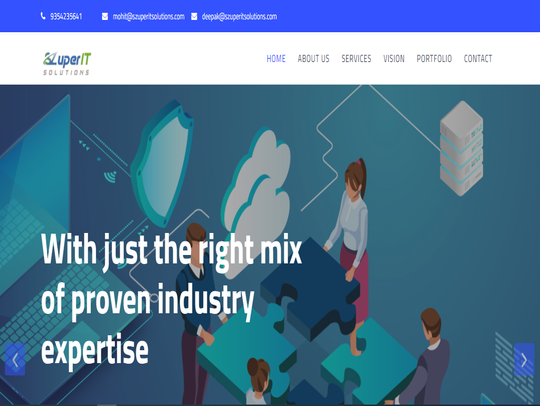 9354235641 mohit@szuperitsolutions.com deepak@szuperitsolutions.com
SZuperIT
SOLUTIONS
HOME ABOUT US SERVICES VISION PORTFOLIO CONTACT
With just the right mix
of proven industry
expertise